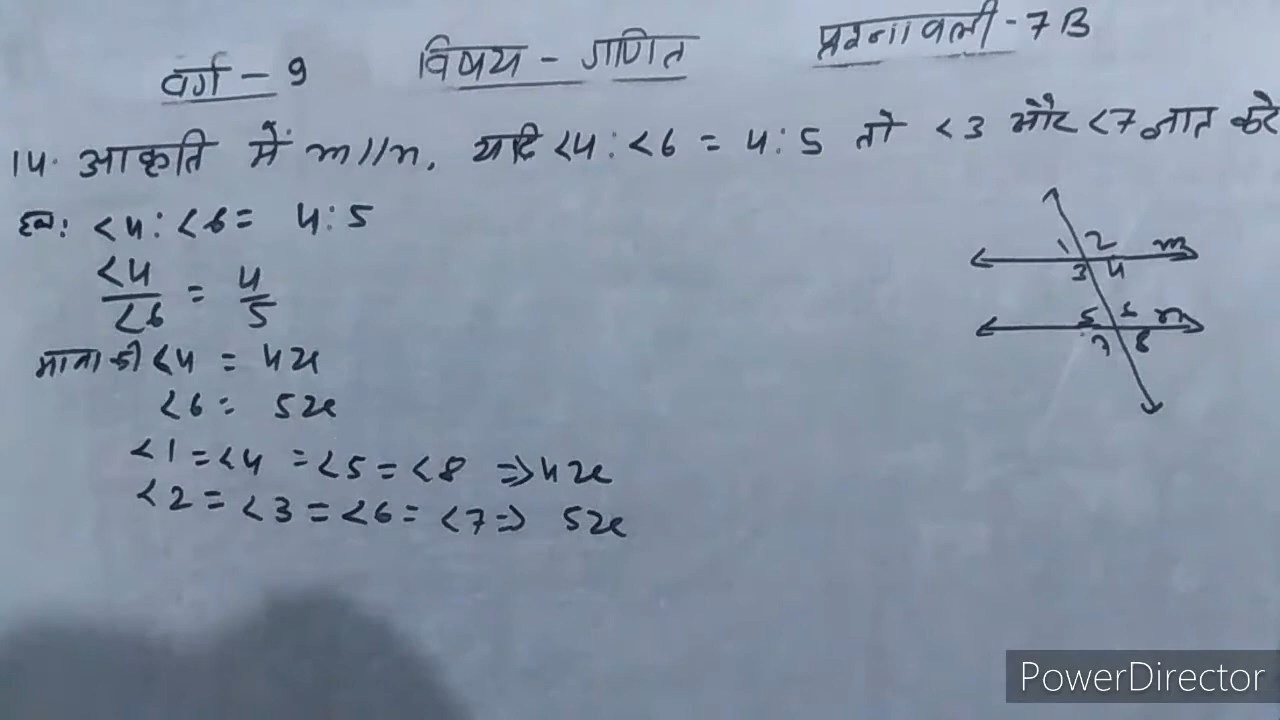 वर्ग - 9 विषय - गणित प्रश्नावली - 7B
14. आकृति में m//n, यदि <4 : <6 = 4 : 5 तो <3 और <7 ज्ञात करे
हल: <4 : <6 = 4 : 5
<4/<6 = 4/5
माना की <4 = 4x
<6 = 5x
<1 = <4 = <5 = <8 => 4x
<2 = <3 = <6 = <7 => 5x
1 2 m
3 4
5 6 n
7 8
PowerDirector